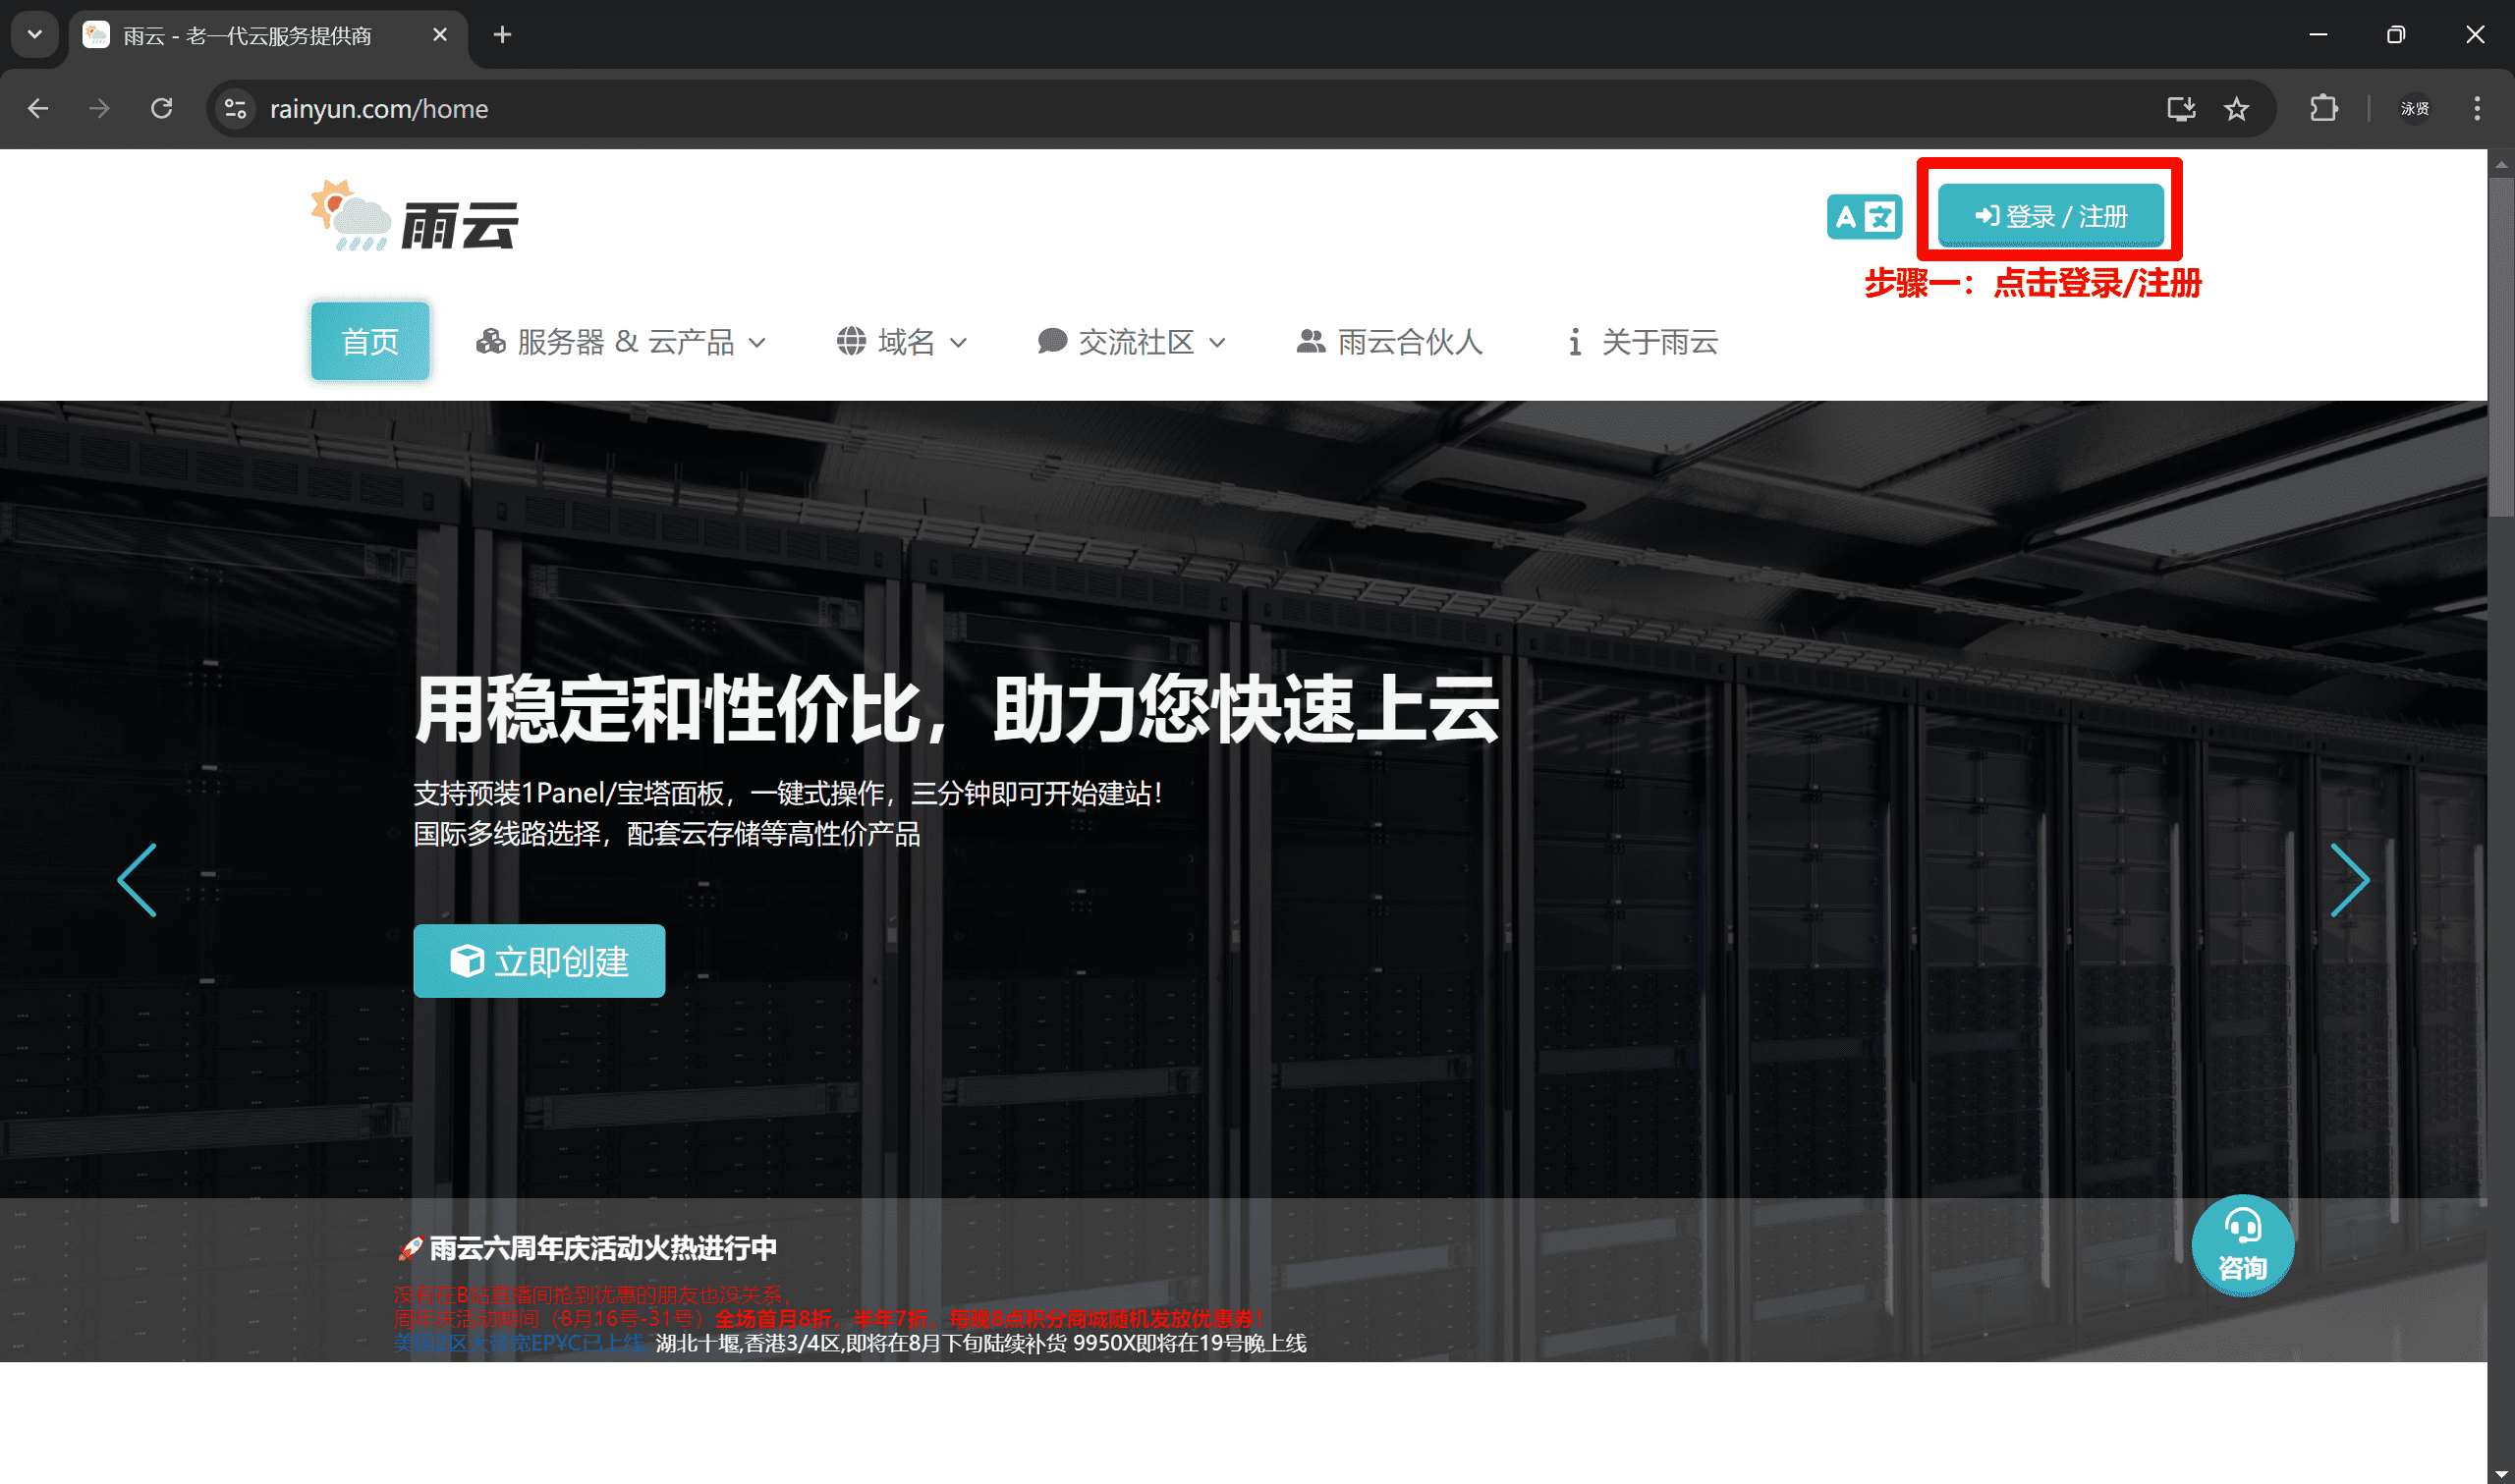 雨云 - 老一代云服务提供商
rainyun.com/home
泳贤
雨云
A 文
登录 / 注册
步骤一：点击登录/注册
首页
服务器 & 云产品
域名
交流社区
雨云合伙人
关于雨云
用稳定和性价比，助力您快速上云
支持预装1Panel/宝塔面板，一键式操作，三分钟即可开始建站！
国际多线路选择，配套云存储等高性价产品
立即创建
🚀雨云六周年庆活动火热进行中
没有在B站直播间抢到优惠的朋友也没关系，
周年庆活动期间（8月16号-31号）全场首月8折，半年7折，每晚8点积分商城随机发放优惠券！
美国2区大带宽EPYC已上线,湖北十堰,香港3/4区,即将在8月下旬陆续补货 9950X即将在19号晚上线
咨询